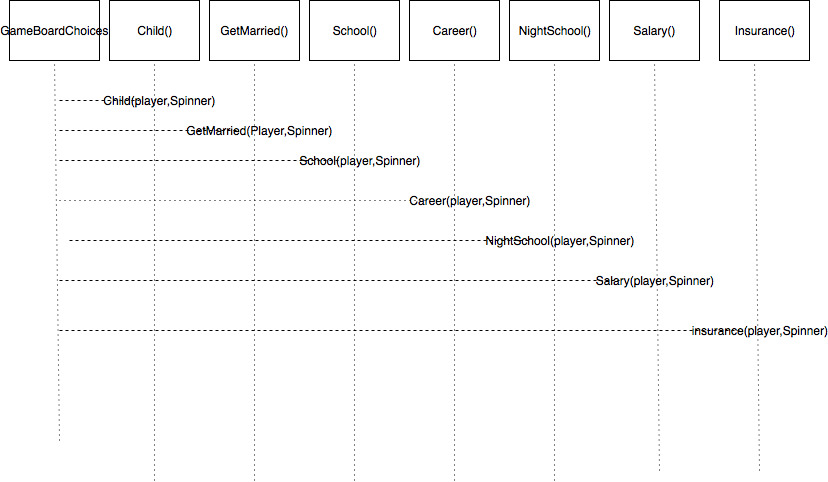 GameBoardChoices
Child()
GetMarried()
School()
Career()
NightSchool()
Salary()
Insurance()
Child(player,Spinner)
GetMarried(Player,Spinner)
School(player,Spinner)
Career(player,Spinner)
NightSchool(player,Spinner)
Salary(player,Spinner)
insurance(player,Spinner)